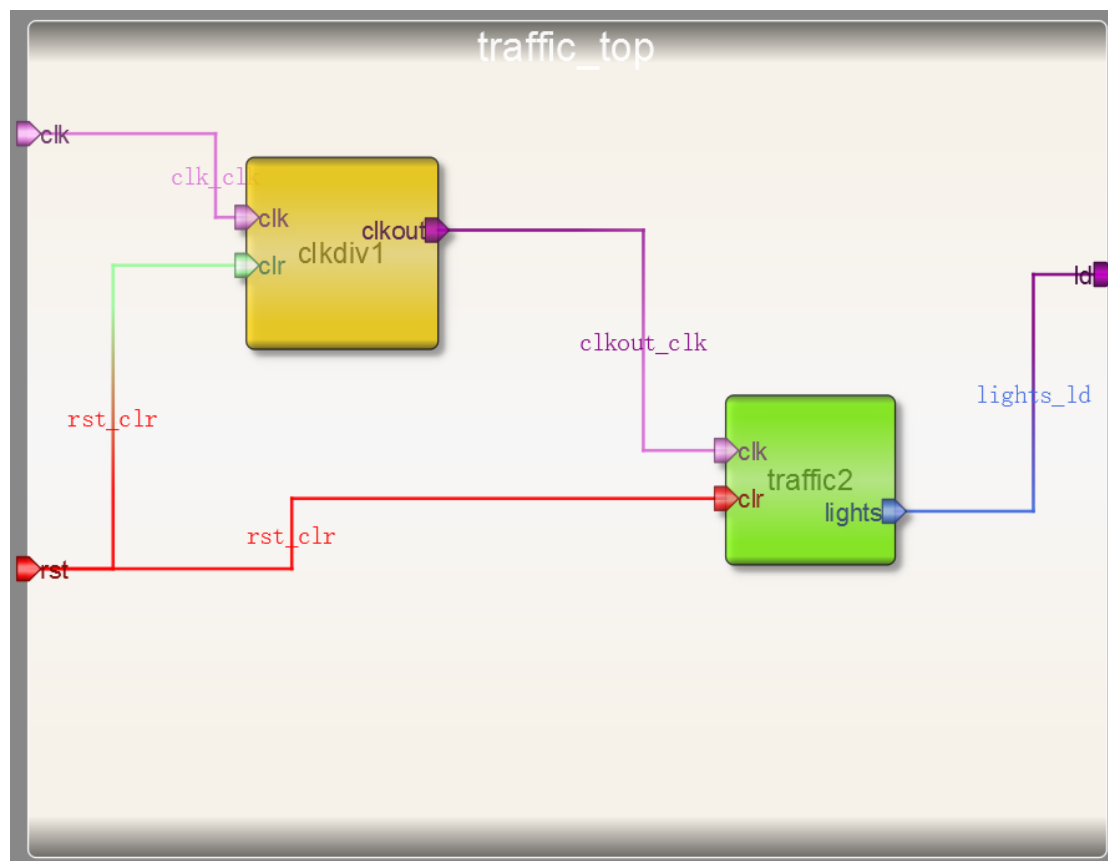 traffic_top
clk
clk_clk
clk
clkout
clkdiv1
clr
ld
clkout_clk
lights_ld
rst_clr
clk
traffic2
clr
lights
rst_clr
rst